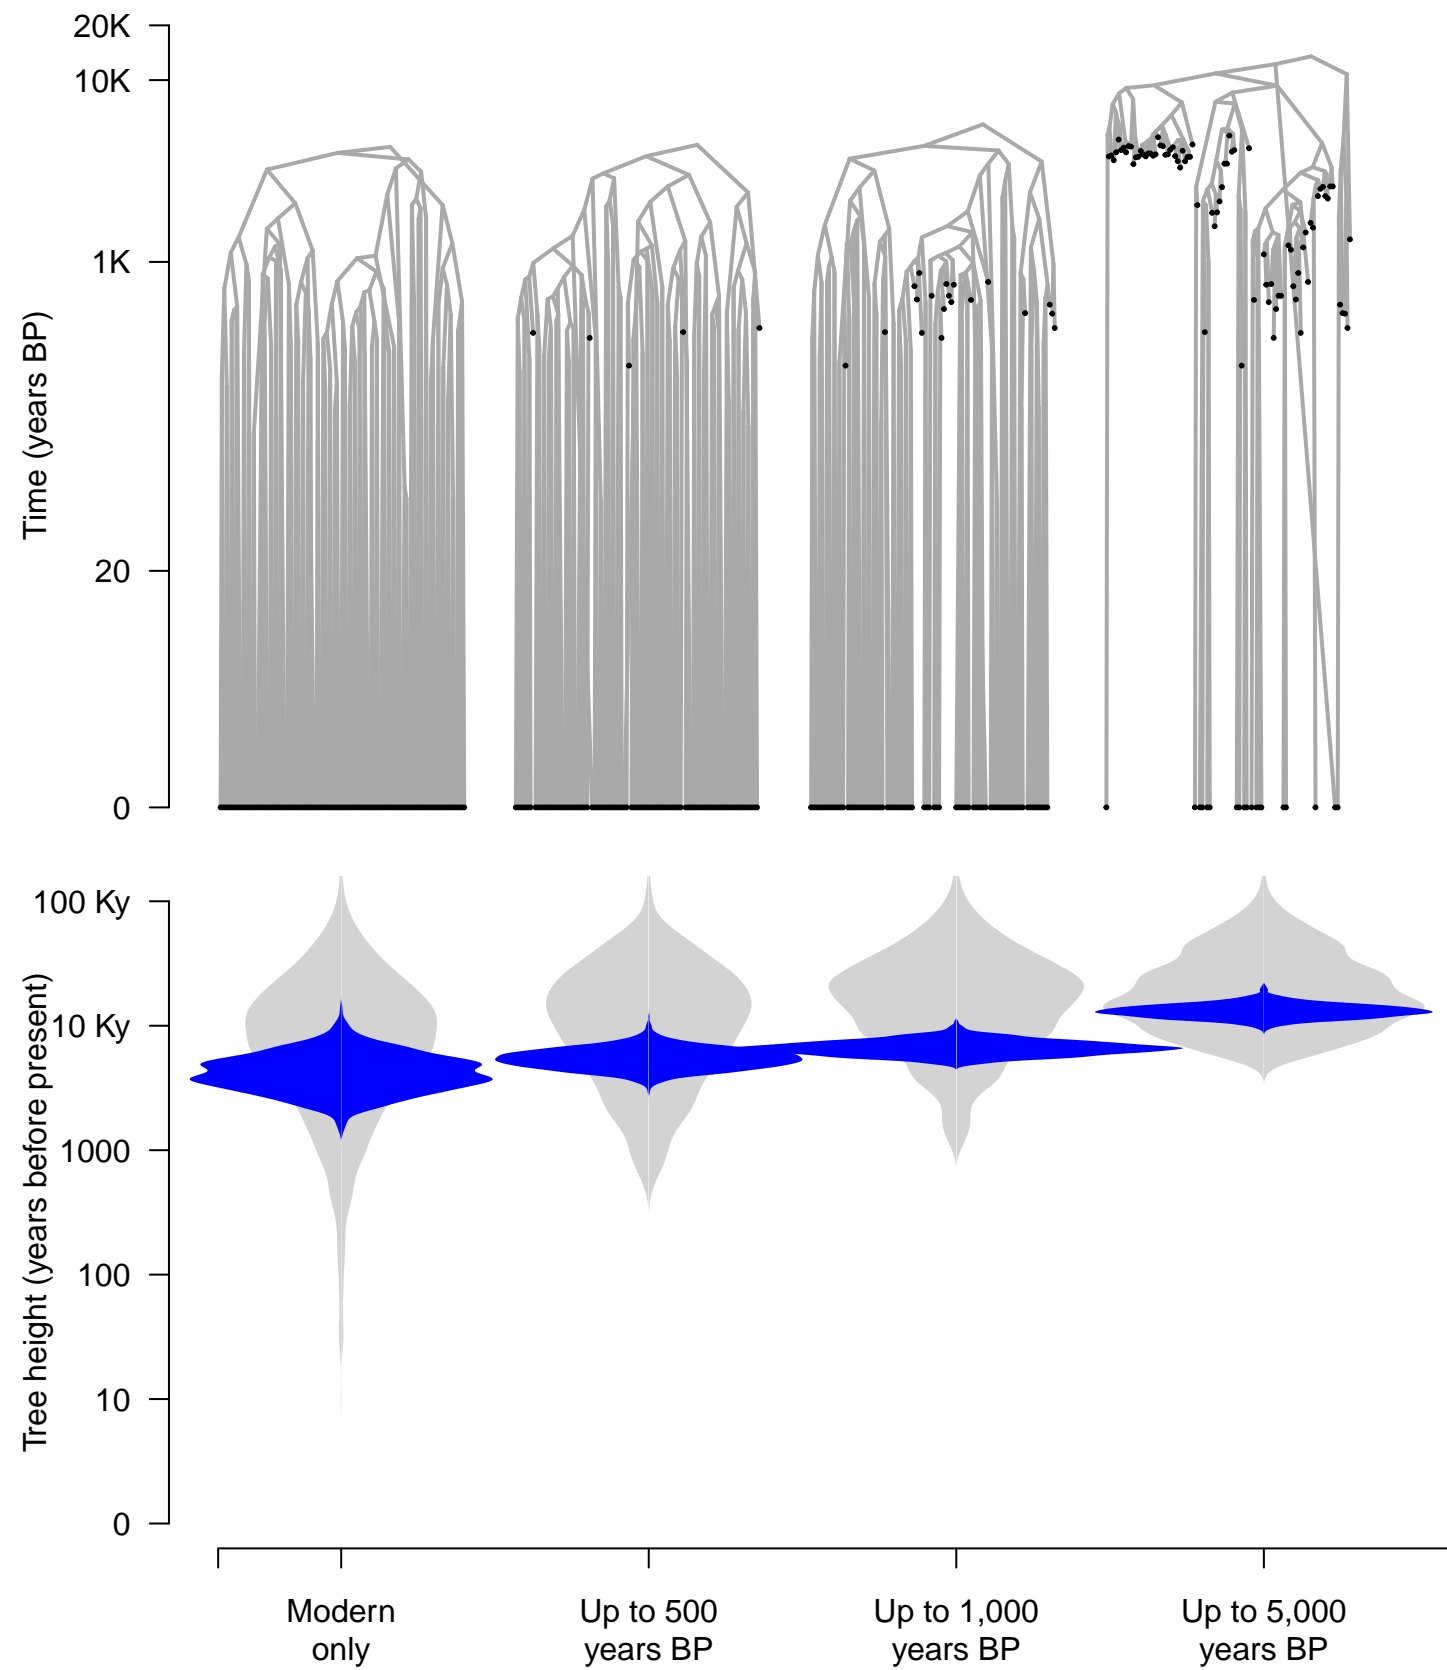 20K
10K
1K
20
0
Time (years BP)
100 Ky
10 Ky
1000
100
10
0
Tree height (years before present)
Modern
only
Up to 500
years BP
Up to 1,000
years BP
Up to 5,000
years BP